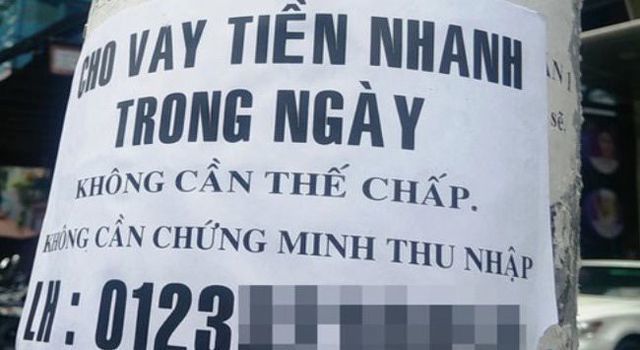 CHO VAY TIỀN NHANH
TRONG NGÀY
KHÔNG CẦN THẾ CHẤP.
KHÔNG CẦN CHỨNG MINH THU NHẬP
LH : 0123